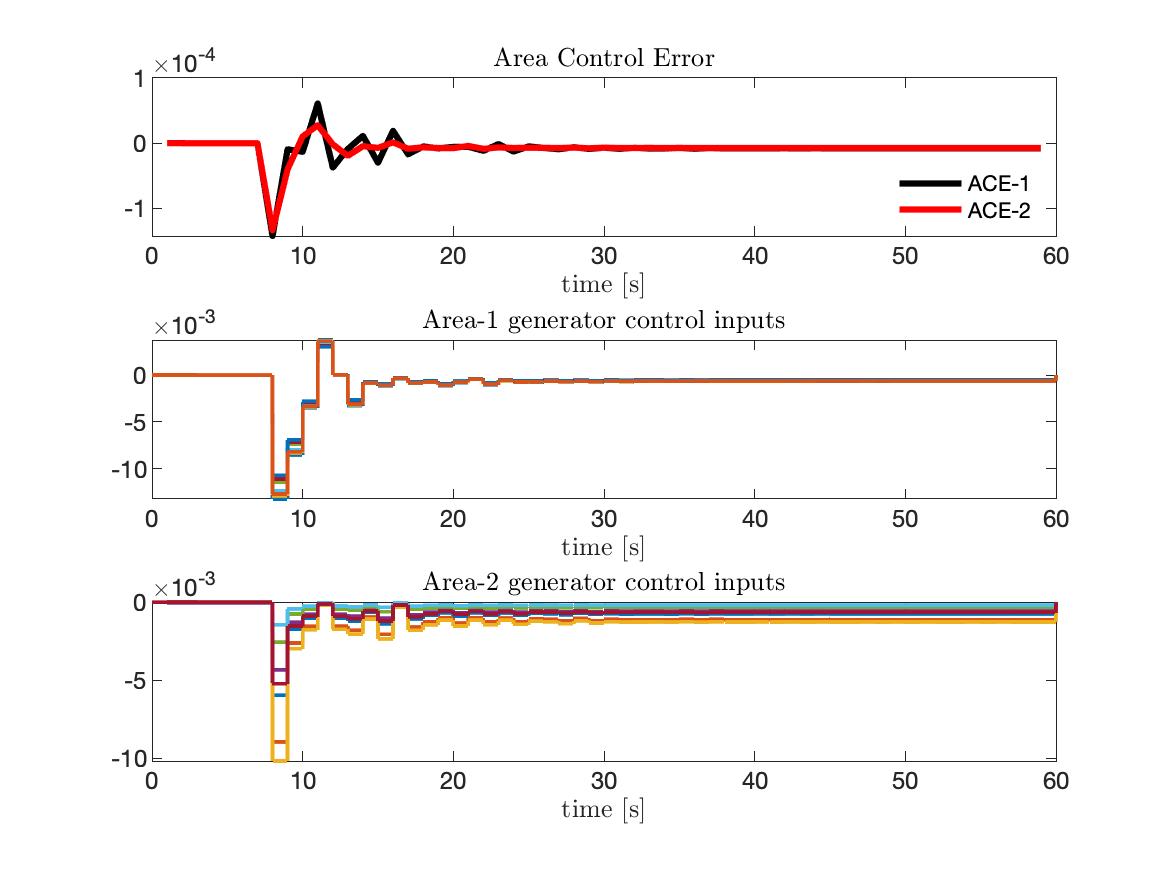 Area Control Error
×10-4
1
0
-1
ACE-1
ACE-2
0 10 20 30 40 50 60
time [s]
Area-1 generator control inputs
×10-3
0
-5
-10
0 10 20 30 40 50 60
time [s]
Area-2 generator control inputs
×10-3
0
-5
-10
0 10 20 30 40 50 60
time [s]